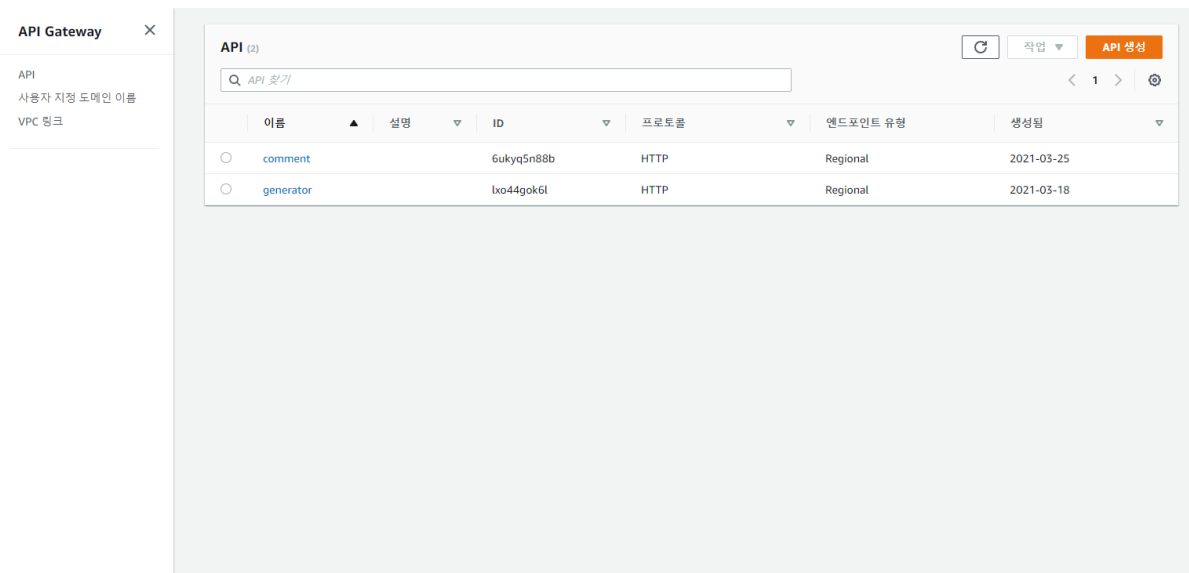 API Gateway
API
사용자 지정 도메인 이름
VPC 링크
API (2)
작업
API 생성
API 찾기
1
이름 설명 ID 프로토콜 엔드포인트 유형 생성됨
comment 6ukyq5n88b HTTP Regional 2021-03-25
generator lxo44gok6l HTTP Regional 2021-03-18